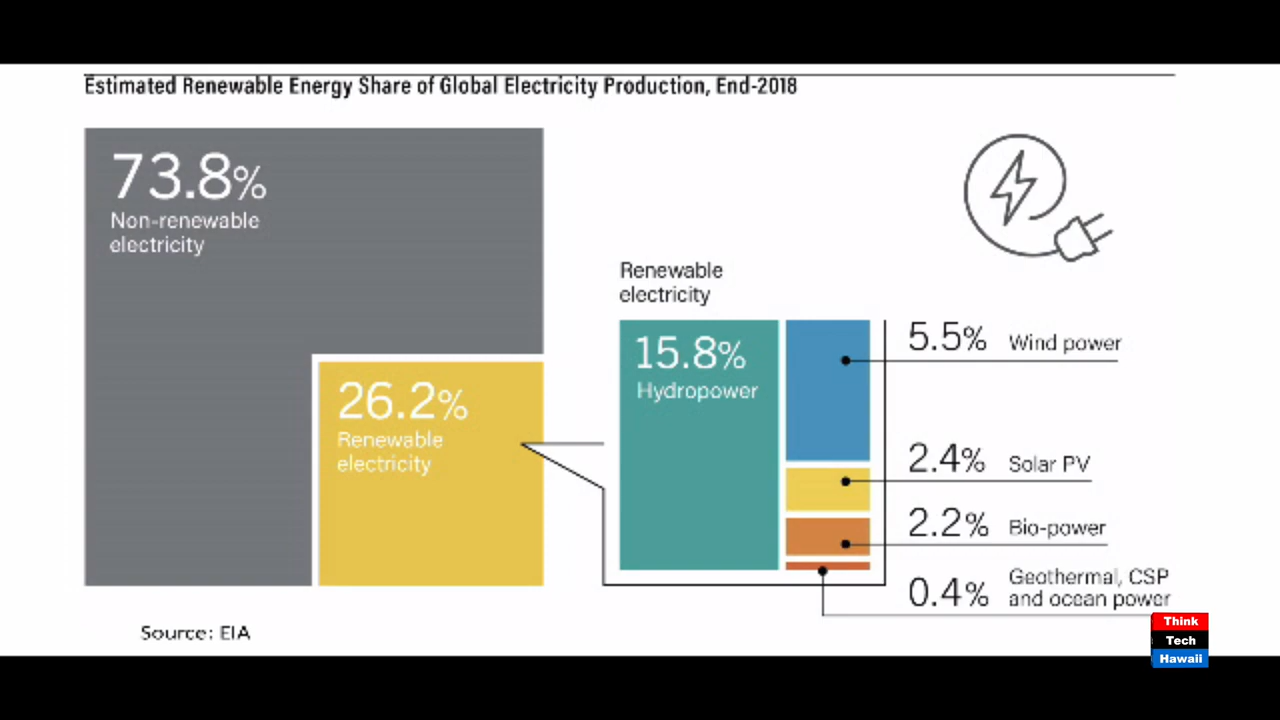 Estimated Renewable Energy Share of Global Electricity Production, End-2018
73.8%
Non-renewable
electricity
26.2%
Renewable
electricity
Renewable
electricity
15.8%
Hydropower
5.5% Wind power
2.4% Solar PV
2.2% Bio-power
0.4% Geothermal, CSP
and ocean power
Source: EIA
Think
Tech
Hawaii